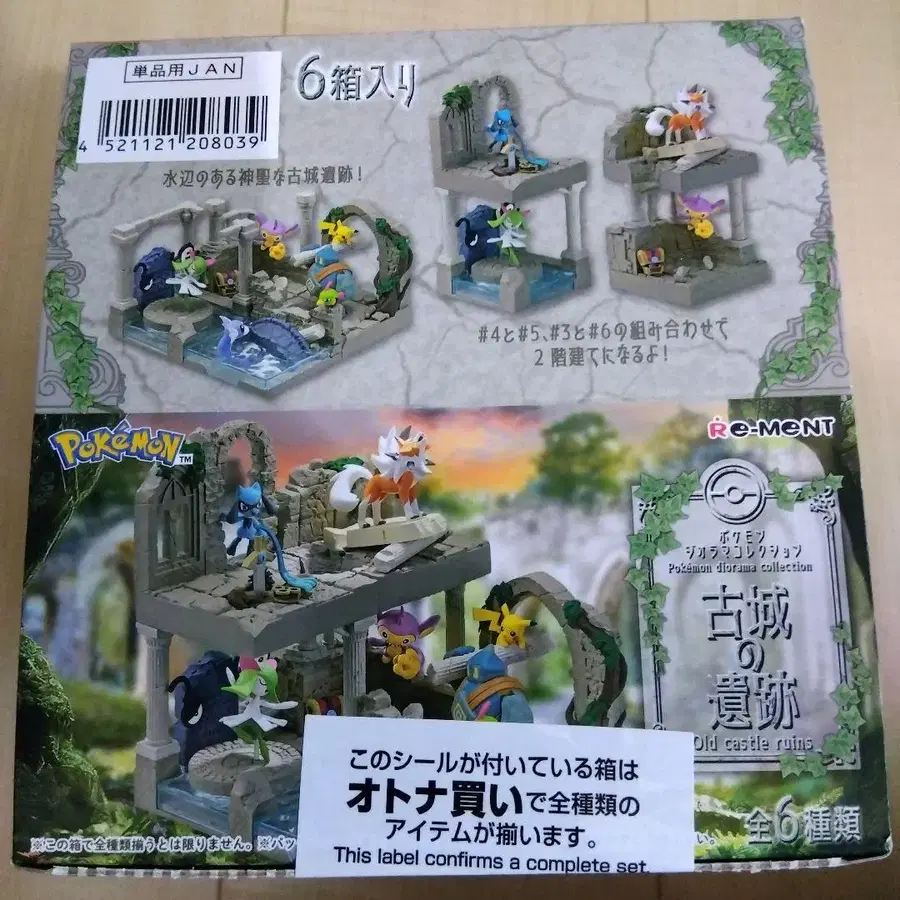 単品用JAN
4 521121 208039
6箱入り
水辺のある神聖な古城遺跡!
#4と#5、#3と#6の組み合わせで
2階建てになるよ!
POKéMON™
Re-MENT
ポケモン
ジオラマコレクション
Pokémon diorama collection
古城
の
遺跡
Old castle ruins
このシールが付いている箱は
オトナ買いで全種類の
アイテムが揃います。
This label confirms a complete set.
※この箱で全種類揃うとは限りません。※パッ
全6種類